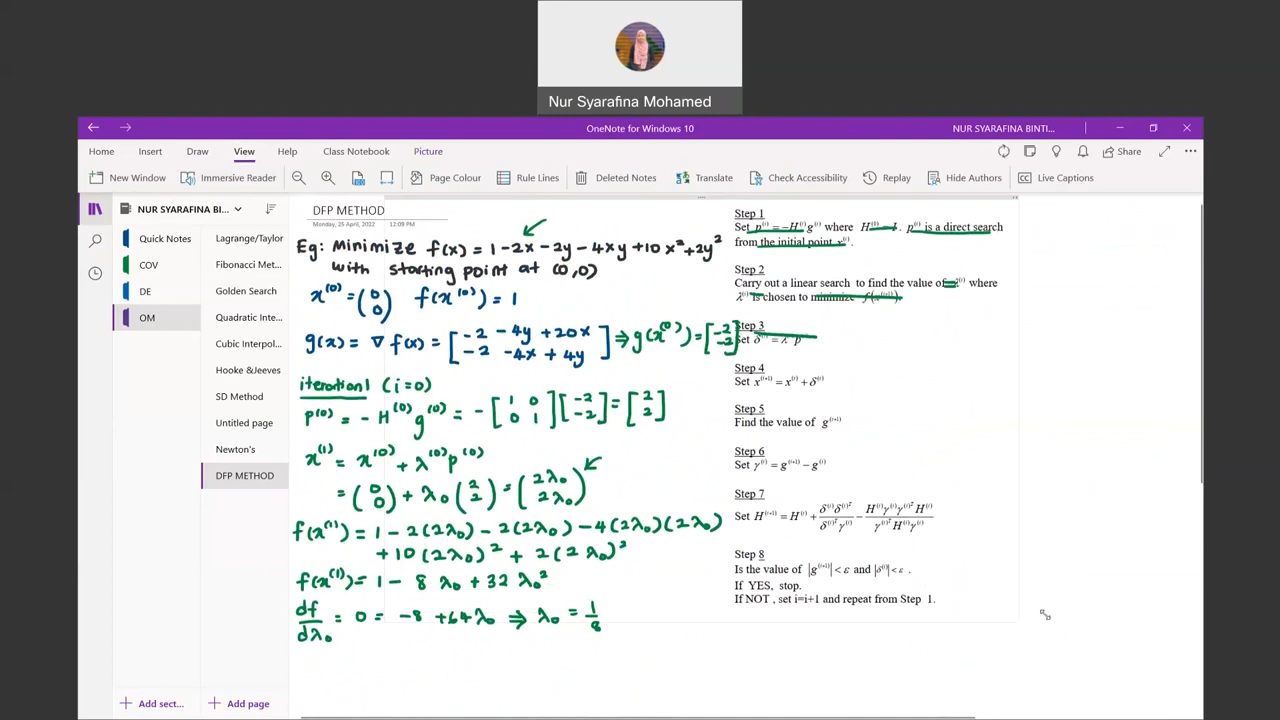 Nur Syarafina Mohamed
OneNote for Windows 10
NUR SYARAFINA BINTI...
Home Insert Draw View Help Class Notebook Picture
Share
New Window Immersive Reader Page Colour Rule Lines Deleted Notes Translate Check Accessibility Replay Hide Authors Live Captions
NUR SYARAFINA BI...
Quick Notes
COV
DE
OM
Lagrange/Taylor
Fibonacci Met...
Golden Search
Quadratic Inte...
Cubic Interpol...
Hooke &Jeeves
SD Method
Untitled page
Newton's
DFP METHOD
Add sect...
Add page
DFP METHOD
Monday, 25 April, 2022 12:09 PM
Eg: Minimize f(x) = 1-2x-2y-4xy+10x²+2y²
with starting point at (0,0)
x⁽⁰⁾ = (0 0) f(x⁽⁰⁾) = 1
g(x) = ∇ f(x) = [-2 -4y +20x -2 -4x +4y] ⇒ g(x⁽⁰⁾) = [-2 -2]
iteration 1 (i=0)
p⁽⁰⁾ = - H⁽⁰⁾ g⁽⁰⁾ = - [1 0 0 1] [-2 -2] = [2 2]
x⁽¹⁾ = x⁽⁰⁾ + λ⁽⁰⁾ p⁽⁰⁾
= (0 0) + λ₀ (2 2) = (2λ₀ 2λ₀)
f(x⁽¹⁾) = 1 - 2(2λ₀) - 2(2λ₀) - 4(2λ₀)(2λ₀)
+10(2λ₀)² + 2(2λ₀)²
f(x⁽¹⁾) = 1 - 8λ₀ + 32λ₀²
df/dλ₀ = 0 = -8 +64λ₀ ⇒ λ₀ = 1/8
Step 1
Set p⁽ⁱ⁾ = -H⁽ⁱ⁾g⁽ⁱ⁾ where H⁽⁰⁾ = I. p⁽ⁱ⁾ is a direct search
from the initial point x⁽ⁱ⁾.
Step 2
Carry out a linear search to find the value of λ⁽ⁱ⁾ where
λ⁽ⁱ⁾ is chosen to minimize f(x⁽ⁱ⁺¹⁾).
Step 3
Set δ⁽ⁱ⁾ = λ p
Step 4
Set x⁽ⁱ⁺¹⁾ = x⁽ⁱ⁾ + δ⁽ⁱ⁾
Step 5
Find the value of g⁽ⁱ⁺¹⁾
Step 6
Set γ⁽ⁱ⁾ = g⁽ⁱ⁺¹⁾ - g⁽ⁱ⁾
Step 7
Set H⁽ⁱ⁺¹⁾ = H⁽ⁱ⁾ + δ⁽ⁱ⁾δ⁽ⁱ⁾ᵀ / δ⁽ⁱ⁾ᵀγ⁽ⁱ⁾ - H⁽ⁱ⁾γ⁽ⁱ⁾γ⁽ⁱ⁾ᵀH⁽ⁱ⁾ / γ⁽ⁱ⁾ᵀH⁽ⁱ⁾γ⁽ⁱ⁾
Step 8
Is the value of |g⁽ⁱ⁺¹⁾| < ε and |δ⁽ⁱ⁾| < ε .
If YES, stop.
If NOT , set i=i+1 and repeat from Step 1.